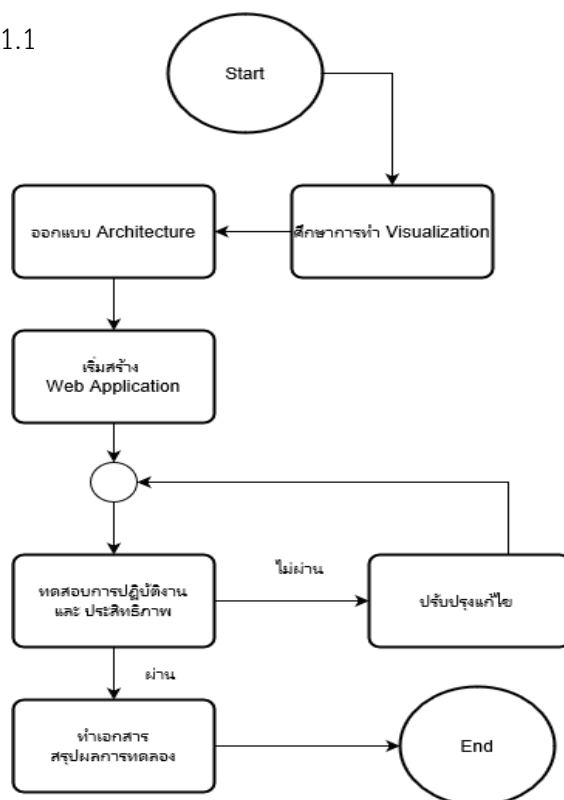 1.1
Start
ศึกษาการทำ Visualization
ออกแบบ Architecture
เริ่มสร้าง
Web Application
ทดสอบการปฏิบัติงาน
และ ประสิทธิภาพ
ไม่ผ่าน
ปรับปรุงแก้ไข
ผ่าน
ทำเอกสาร
สรุปผลการทดลอง
End